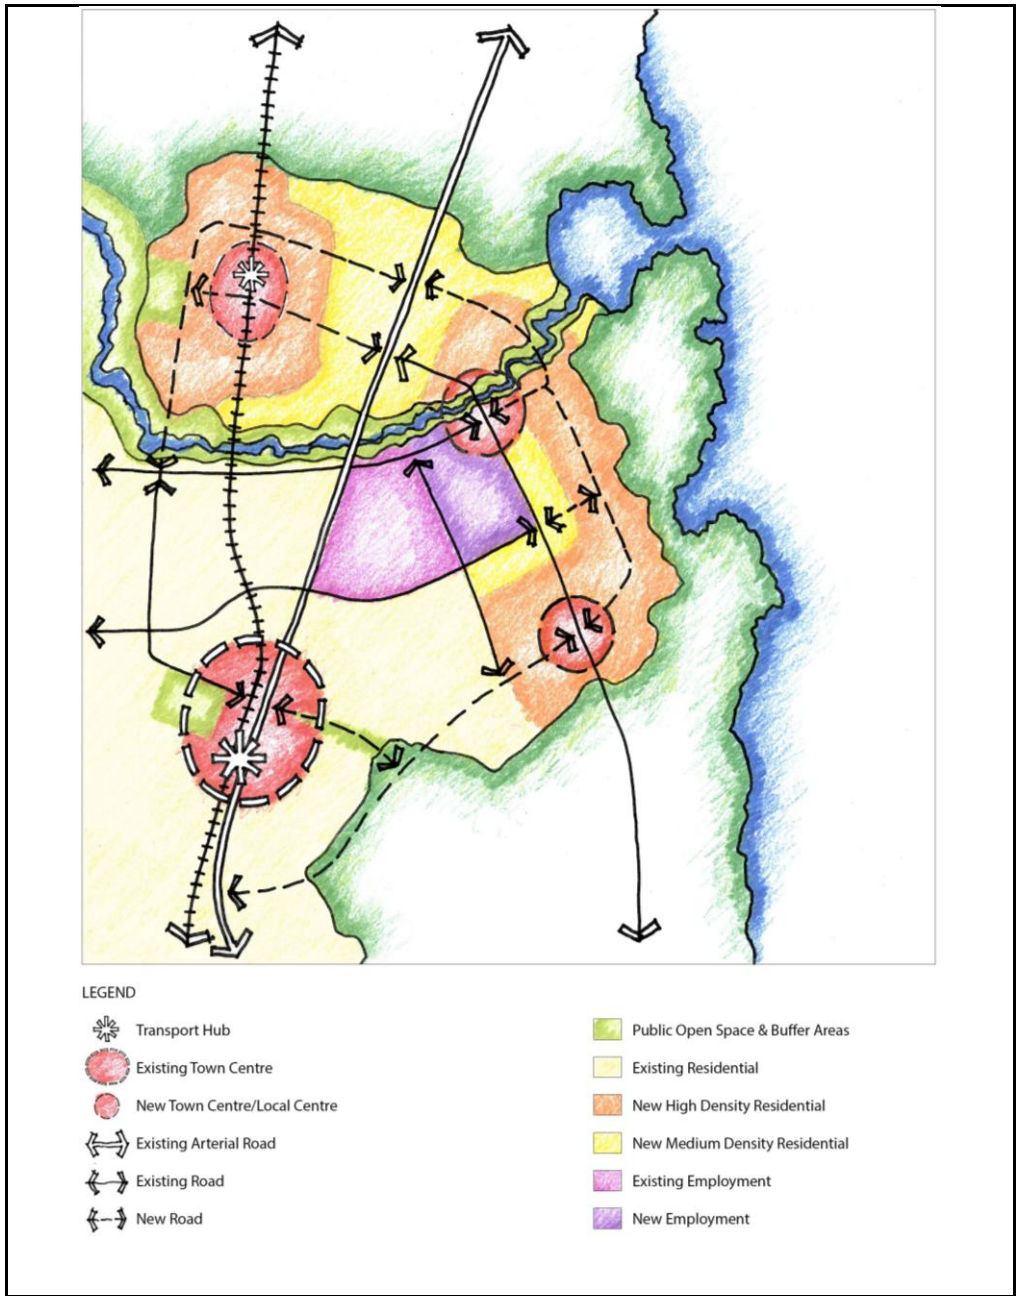 LEGEND
Transport Hub
Existing Town Centre
New Town Centre/Local Centre
Existing Arterial Road
Existing Road
New Road
Public Open Space & Buffer Areas
Existing Residential
New High Density Residential
New Medium Density Residential
Existing Employment
New Employment